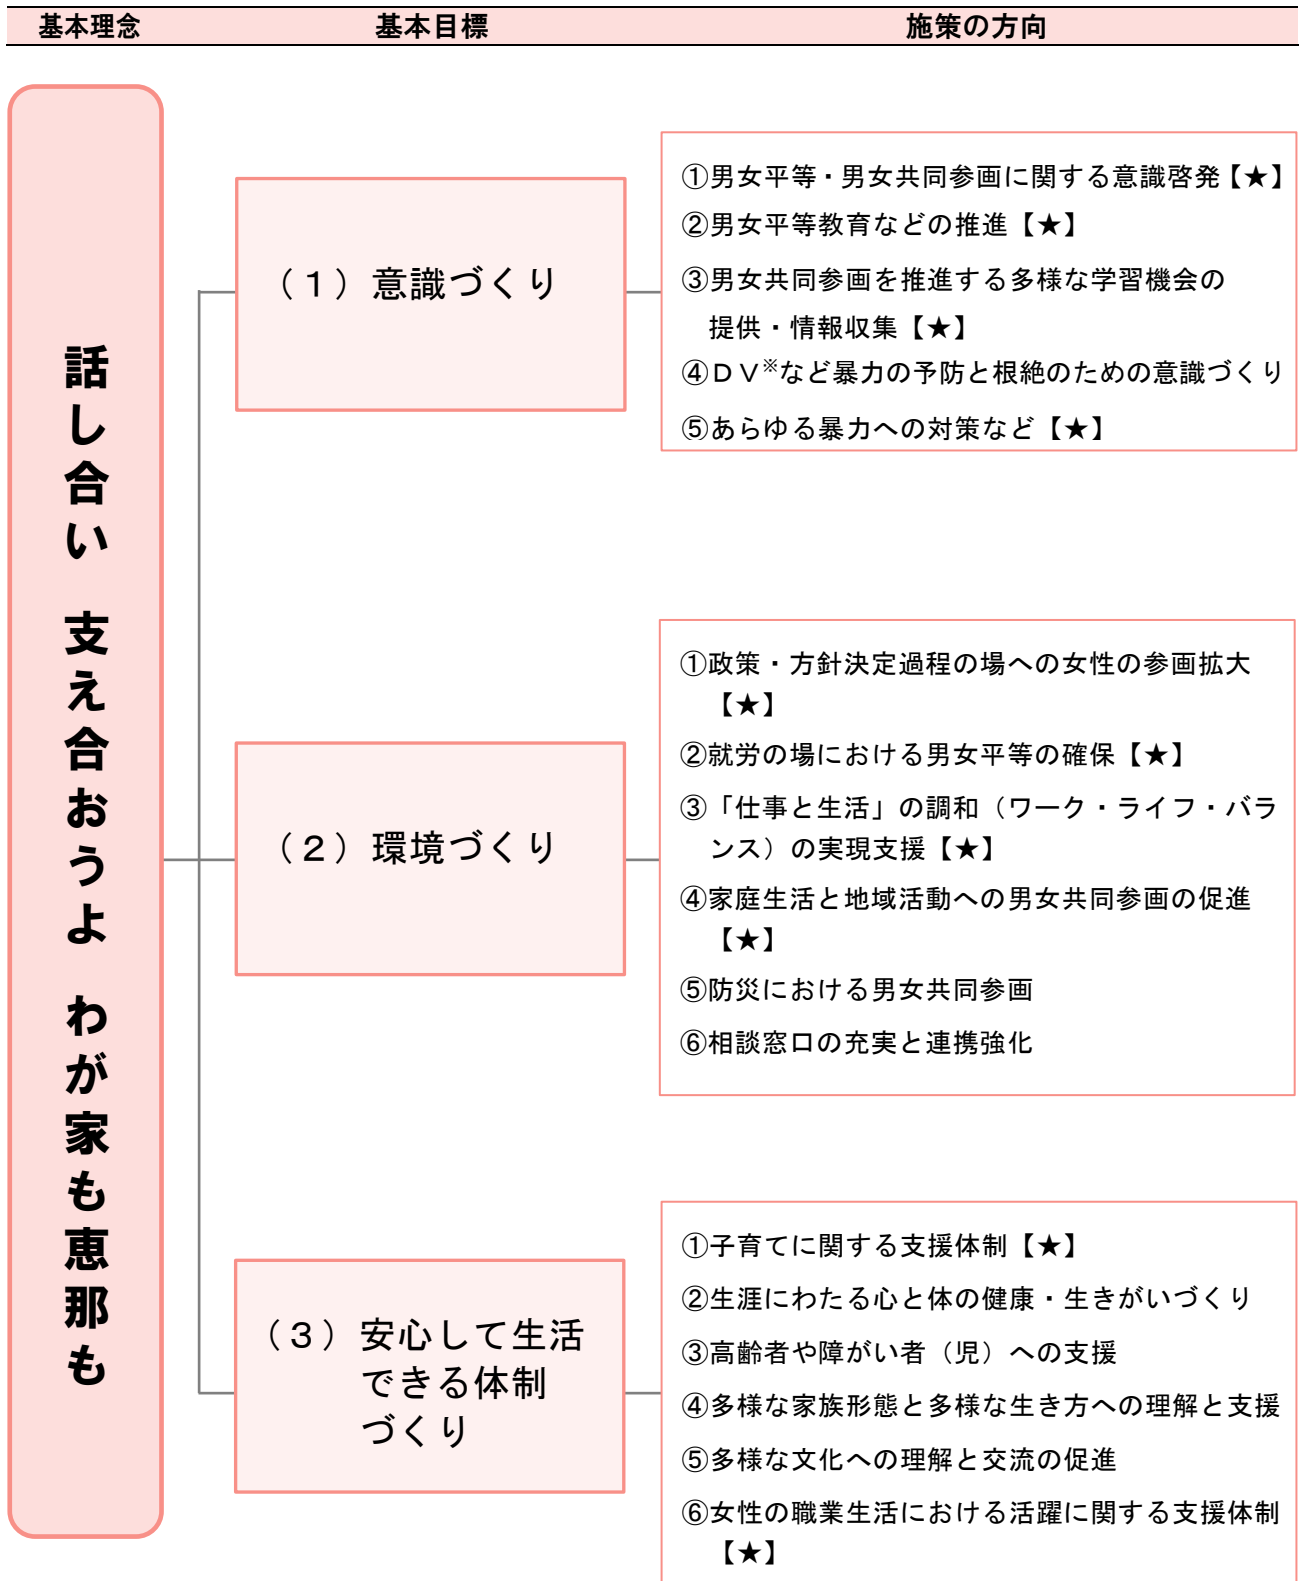 基本理念　基本目標　施策の方向
話し合い　支え合おうよ　わが家も恵那も
（１）意識づくり
①男女平等・男女共同参画に関する意識啓発【★】
②男女平等教育などの推進【★】
③男女共同参画を推進する多様な学習機会の
提供・情報収集【★】
④ＤＶ※など暴力の予防と根絶のための意識づくり
⑤あらゆる暴力への対策など【★】
（２）環境づくり
①政策・方針決定過程の場への女性の参画拡大
【★】
②就労の場における男女平等の確保【★】
③「仕事と生活」の調和（ワーク・ライフ・バラ
ンス）の実現支援【★】
④家庭生活と地域活動への男女共同参画の促進
【★】
⑤防災における男女共同参画
⑥相談窓口の充実と連携強化
（３）安心して生活
できる体制
づくり
①子育てに関する支援体制【★】
②生涯にわたる心と体の健康・生きがいづくり
③高齢者や障がい者（児）への支援
④多様な家族形態と多様な生き方への理解と支援
⑤多様な文化への理解と交流の促進
⑥女性の職業生活における活躍に関する支援体制
【★】